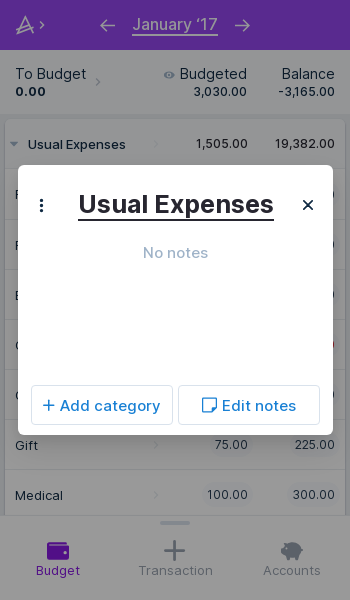 January ‘17
To Budget
0.00
Budgeted
3,030.00
Balance
-3,165.00
Usual Expenses
1,505.00
19,382.00
Usual Expenses
No notes
Add category
Edit notes
Gift
75.00
225.00
Medical
100.00
300.00
Budget
Transaction
Accounts